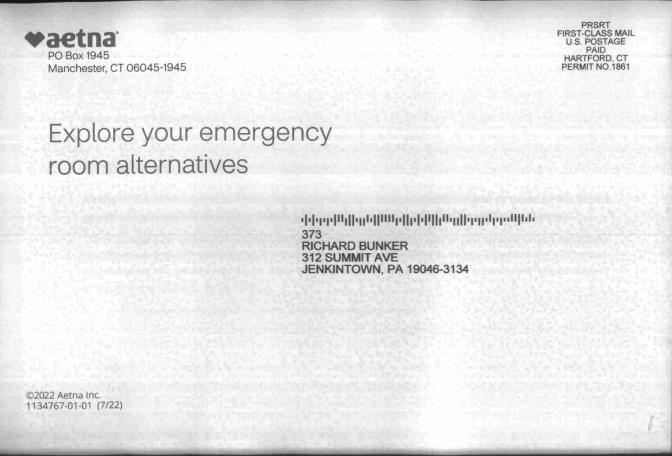 aetna®
PO Box 1945
Manchester, CT 06045-1945
PRSRT
FIRST-CLASS MAIL
U.S. POSTAGE
PAID
HARTFORD, CT
PERMIT NO.1861
Explore your emergency
room alternatives
373
RICHARD BUNKER
312 SUMMIT AVE
JENKINTOWN, PA 19046-3134
©2022 Aetna Inc.
1134767-01-01 (7/22)